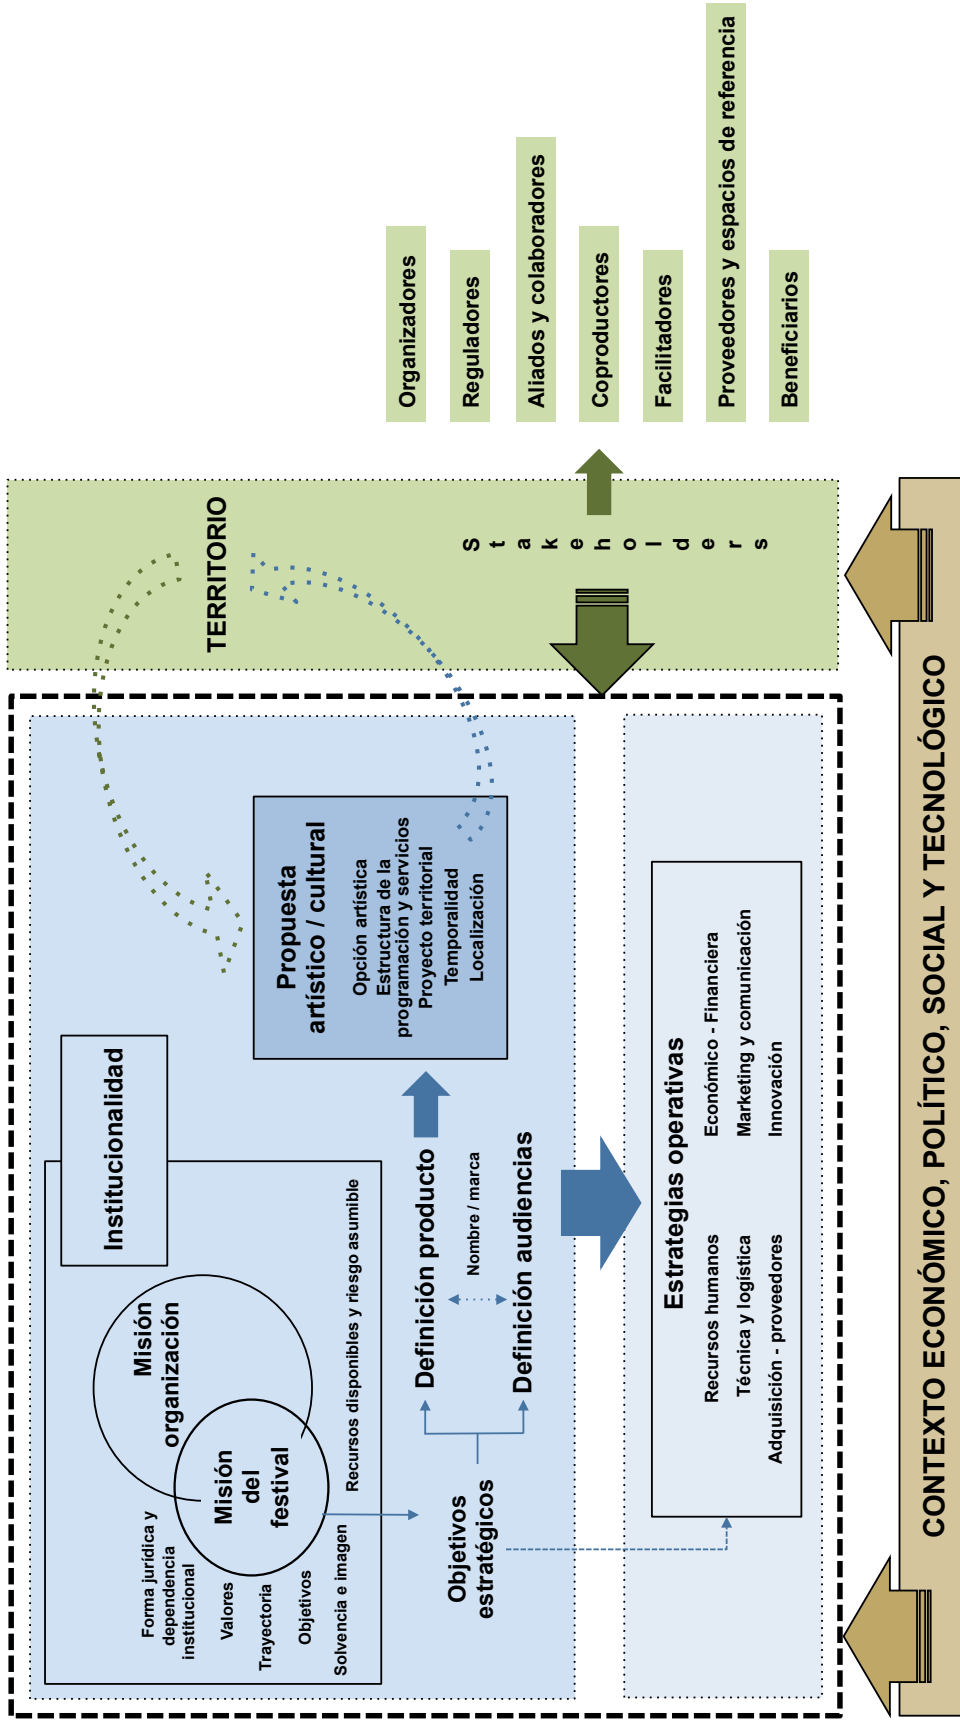 Institucionalidad
Misión
organización
Misión
del
festival
Forma jurídica y
dependencia
institucional
Valores
Trayectoria
Objetivos
Solvencia e imagen
Recursos disponibles y riesgo asumible
Objetivos
estratégicos
Definición producto
Nombre / marca
Definición audiencias
Propuesta
artístico / cultural
Opción artística
Estructura de la
programación y servicios
Proyecto territorial
Temporalidad
Localización
Estrategias operativas
Recursos humanos
Técnica y logística
Adquisición - proveedores
Económico - Financiera
Marketing y comunicación
Innovación
TERRITORIO
S
t
a
k
e
h
o
l
d
e
r
s
Organizadores
Reguladores
Aliados y colaboradores
Coproductores
Facilitadores
Proveedores y espacios de referencia
Beneficiarios
CONTEXTO ECONÓMICO, POLÍTICO, SOCIAL Y TECNOLÓGICO